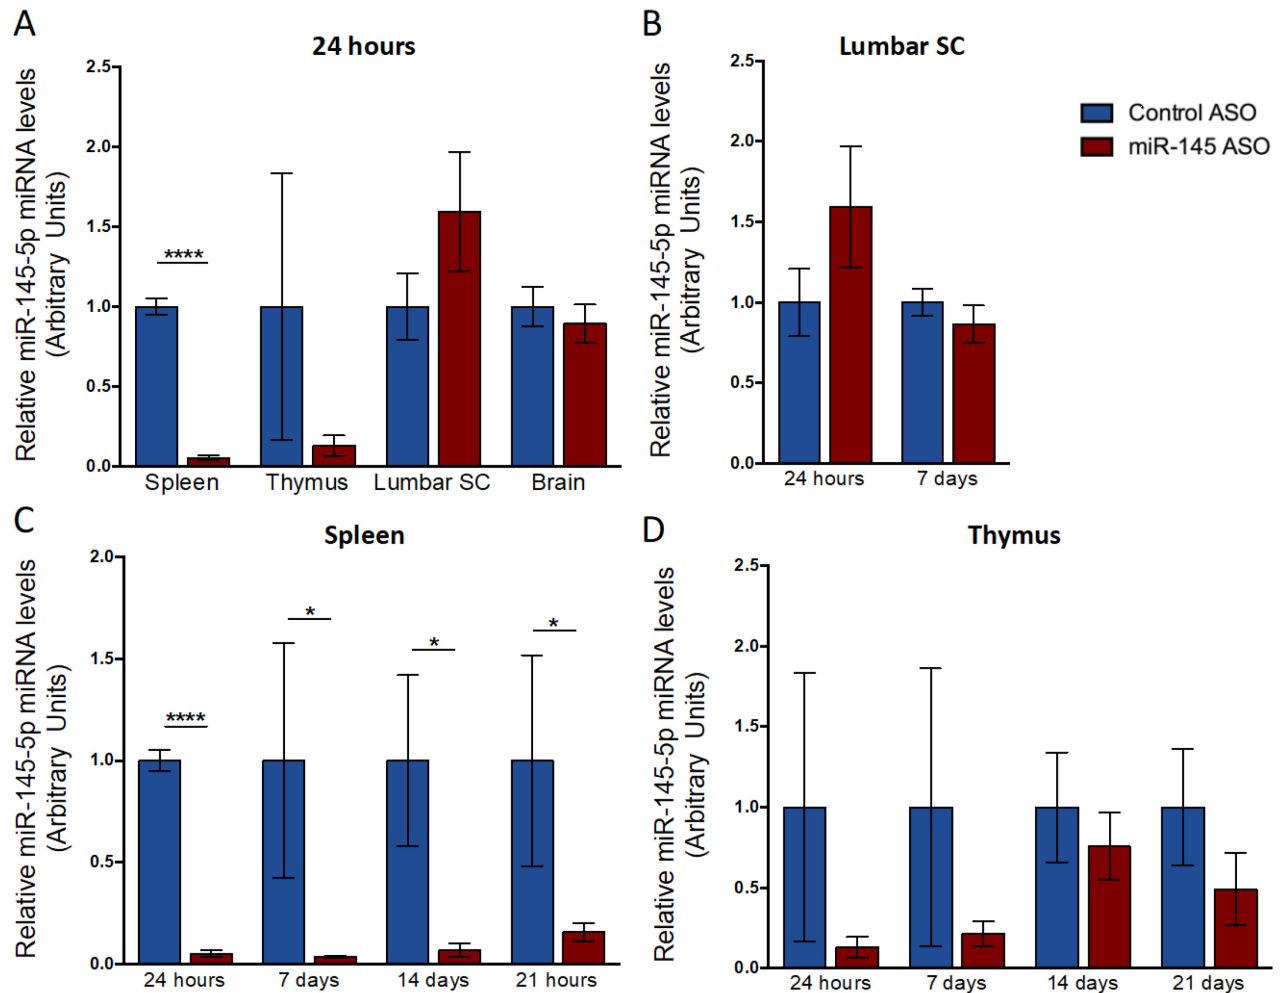 A
24 hours
Relative miR-145-5p miRNA levels
(Arbitrary Units)
2.5
2.0
1.5
1.0
0.5
0.0
****
Spleen Thymus Lumbar SC Brain
B
Lumbar SC
Relative miR-145-5p miRNA levels
(Arbitrary Units)
2.5
2.0
1.5
1.0
0.5
0.0
24 hours 7 days
Control ASO
miR-145 ASO
C
Spleen
Relative miR-145-5p miRNA levels
(Arbitrary Units)
2.0
1.5
1.0
0.5
0.0
**** * * *
24 hours 7 days 14 days 21 hours
D
Thymus
Relative miR-145-5p miRNA levels
(Arbitrary Units)
2.5
2.0
1.5
1.0
0.5
0.0
24 hours 7 days 14 days 21 days